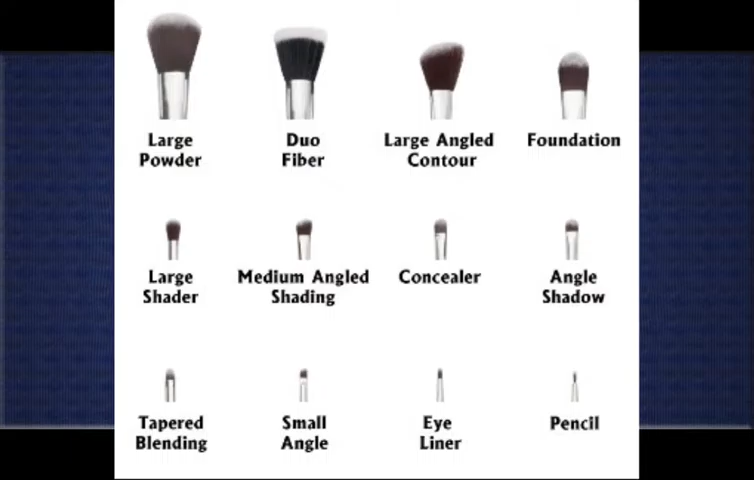 Large
Powder
Duo
Fiber
Large Angled
Contour
Foundation
Large
Shader
Medium Angled
Shading
Concealer
Angle
Shadow
Tapered
Blending
Small
Angle
Eye
Liner
Pencil